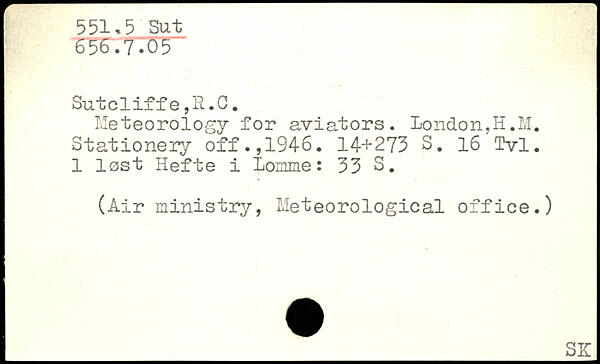 551.5 Sut
656.7.05
Sutcliffe,R.C.
Meteorology for aviators. London,H.M.
Stationery off.,1946. 14+273 S. 16 Tvl.
1 løst Hefte i Lomme: 33 S.
(Air ministry, Meteorological office.)
SK